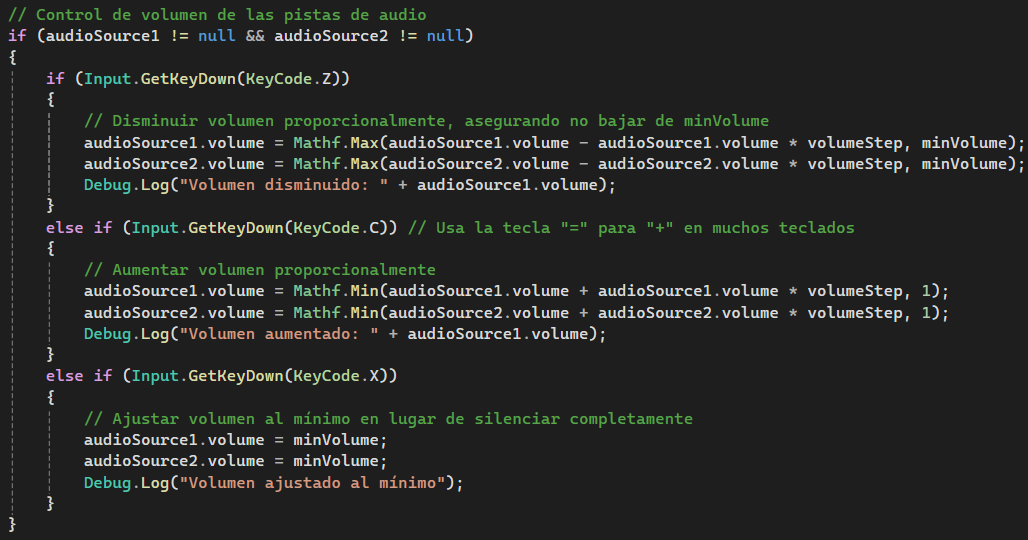 // Control de volumen de las pistas de audio
if (audioSource1 != null && audioSource2 != null)
{
    if (Input.GetKeyDown(KeyCode.Z))
    {
        // Disminuir volumen proporcionalmente, asegurando no bajar de minVolume
        audioSource1.volume = Mathf.Max(audioSource1.volume - audioSource1.volume * volumeStep, minVolume);
        audioSource2.volume = Mathf.Max(audioSource2.volume - audioSource2.volume * volumeStep, minVolume);
        Debug.Log("Volumen disminuido: " + audioSource1.volume);
    }
    else if (Input.GetKeyDown(KeyCode.C)) // Usa la tecla "=" para "+" en muchos teclados
    {
        // Aumentar volumen proporcionalmente
        audioSource1.volume = Mathf.Min(audioSource1.volume + audioSource1.volume * volumeStep, 1);
        audioSource2.volume = Mathf.Min(audioSource2.volume + audioSource2.volume * volumeStep, 1);
        Debug.Log("Volumen aumentado: " + audioSource1.volume);
    }
    else if (Input.GetKeyDown(KeyCode.X))
    {
        // Ajustar volumen al mínimo en lugar de silenciar completamente
        audioSource1.volume = minVolume;
        audioSource2.volume = minVolume;
        Debug.Log("Volumen ajustado al mínimo");
    }
}